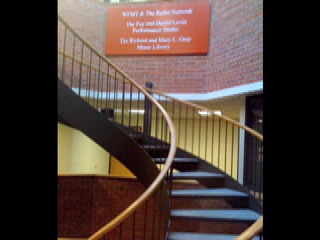 WFMT & The Radio Network
The Fay and Daniel Levin
Performance Studio
The Richard and Mary L. Gray
Music Library